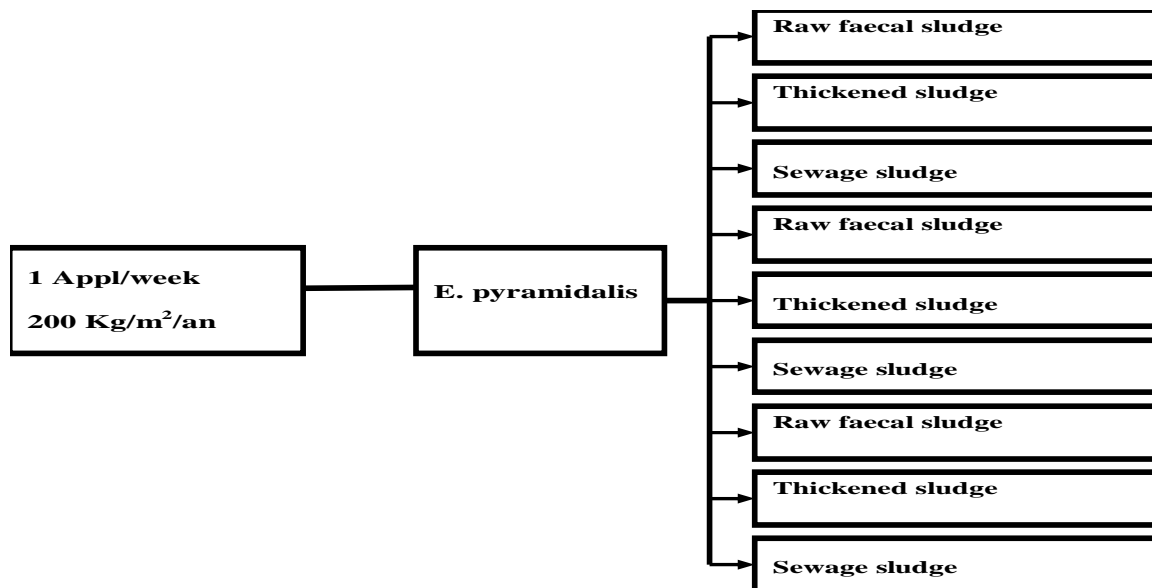 1 Appl/week
200 Kg/m²/an
E. pyramidalis
Raw faecal sludge
Thickened sludge
Sewage sludge
Raw faecal sludge
Thickened sludge
Sewage sludge
Raw faecal sludge
Thickened sludge
Sewage sludge